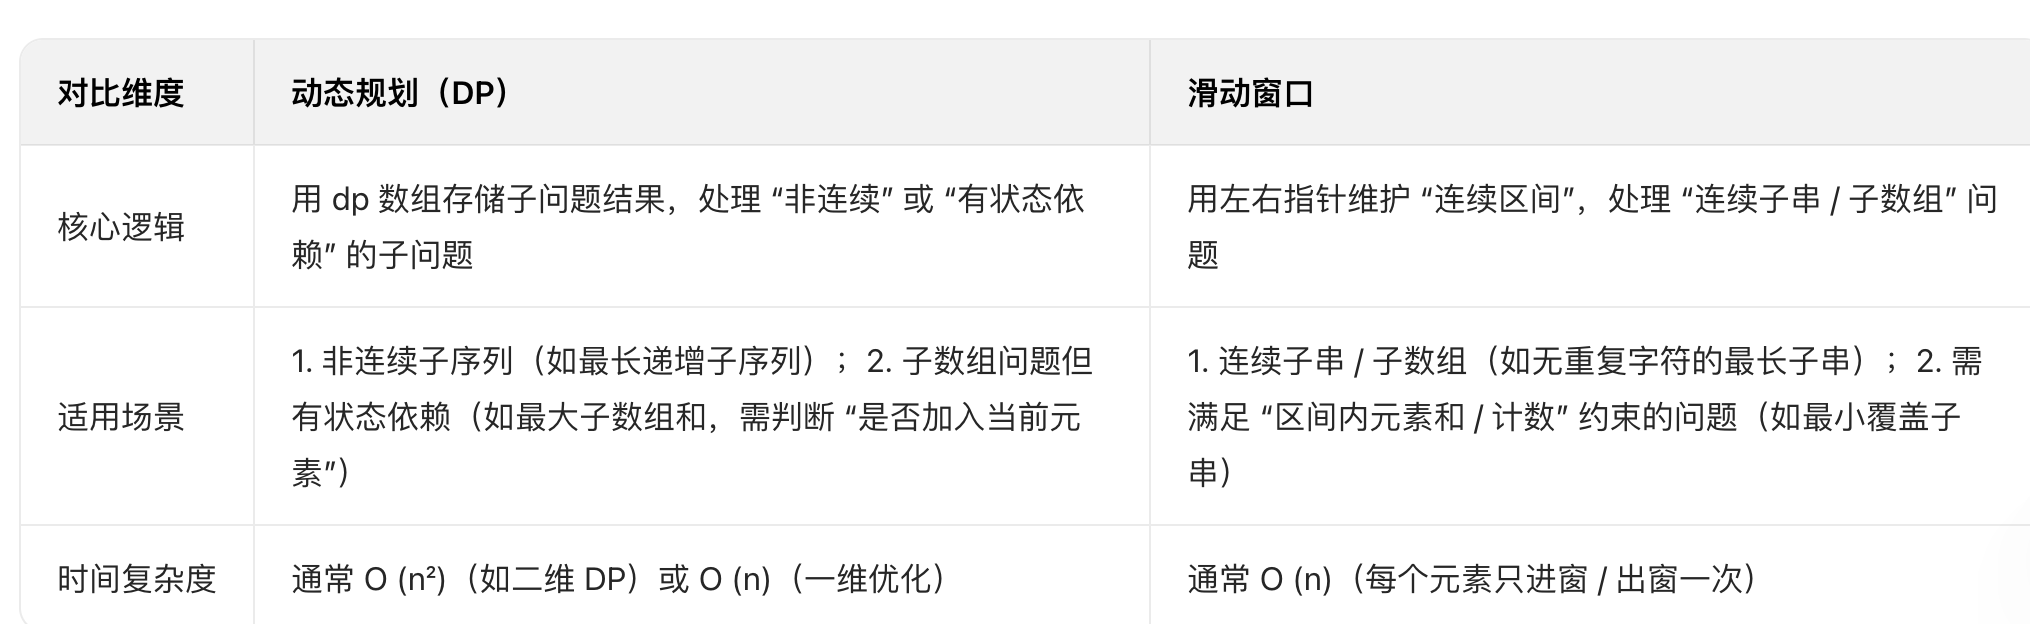 对比维度
动态规划（DP）
滑动窗口
核心逻辑
用 dp 数组存储子问题结果，处理 “非连续” 或 “有状态依
赖” 的子问题
用左右指针维护 “连续区间”，处理 “连续子串 / 子数组” 问
题
适用场景
1. 非连续子序列（如最长递增子序列）；2. 子数组问题但
有状态依赖（如最大子数组和，需判断 “是否加入当前元
素”）
1. 连续子串 / 子数组（如无重复字符的最长子串）；2. 需
满足 “区间内元素和 / 计数” 约束的问题（如最小覆盖子
串）
时间复杂度
通常 O (n²)（如二维 DP）或 O (n)（一维优化）
通常 O (n)（每个元素只进窗 / 出窗一次）